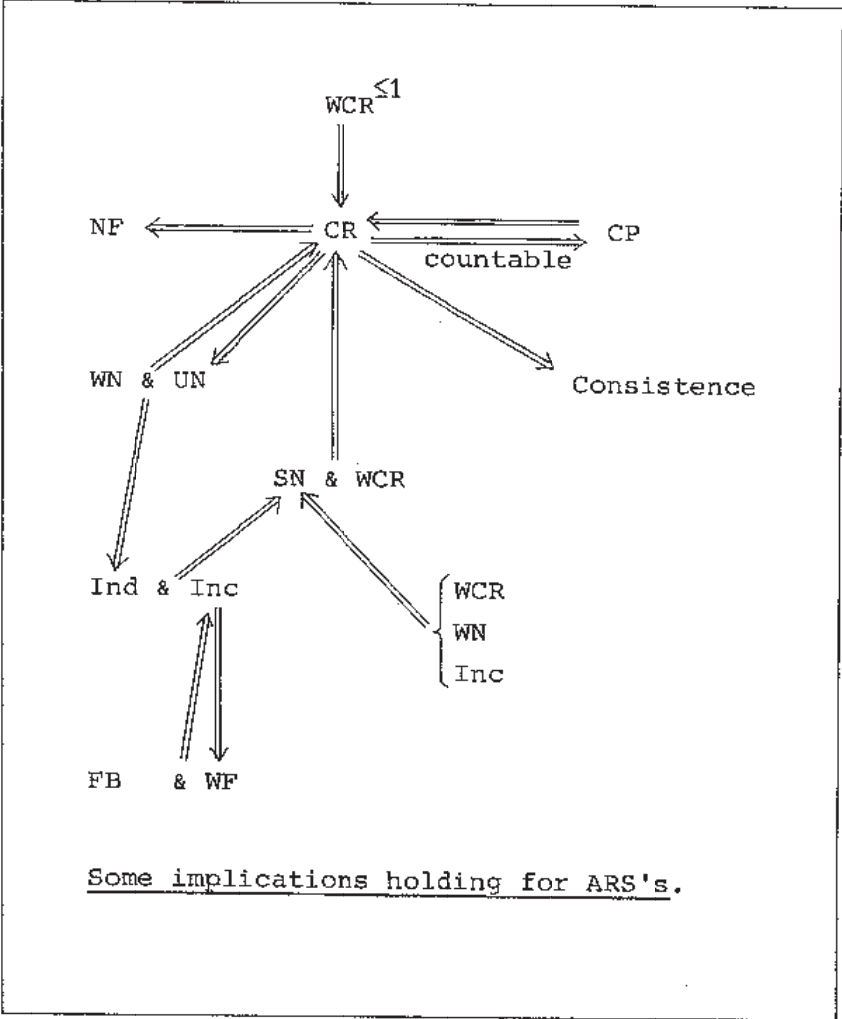 WCR≤1
NF CR CP
countable
WN & UN
Consistence
SN & WCR
Ind & Inc
WCR
WN
Inc
FB & WF
Some implications holding for ARS's.